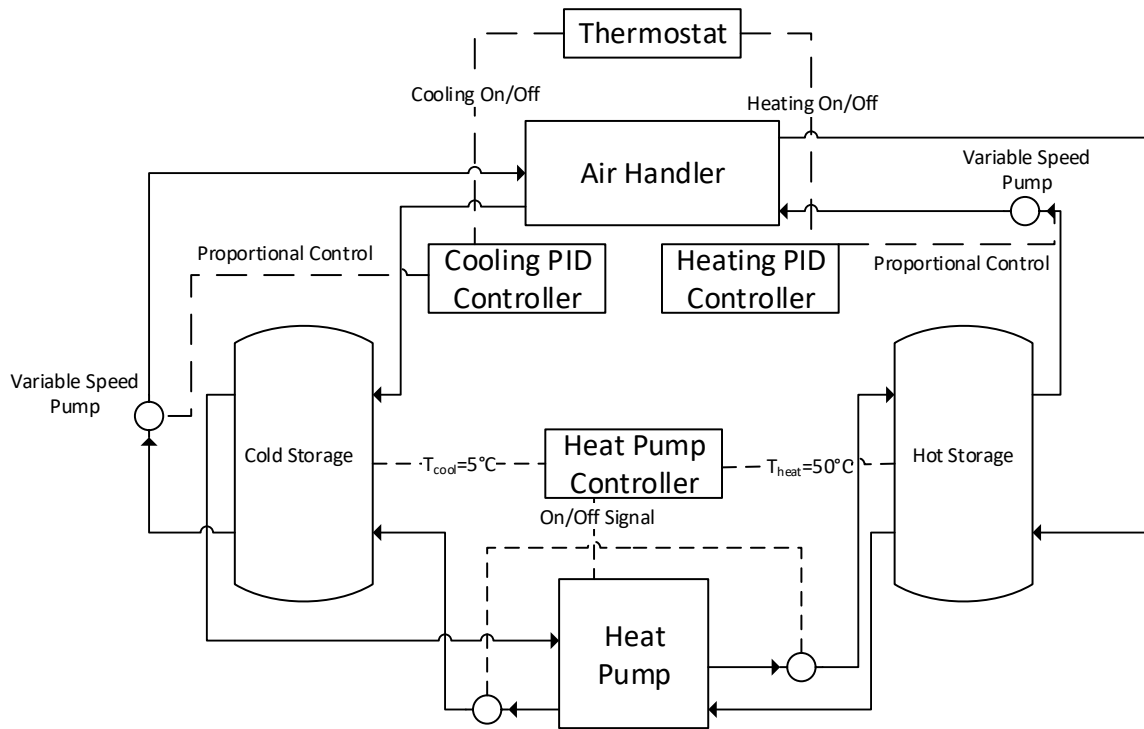 Thermostat
Cooling On/Off
Heating On/Off
Air Handler
Variable Speed
Pump
Proportional Control
Cooling PID
Controller
Heating PID
Controller
Proportional Control
Variable Speed
Pump
Cold Storage
T_cool=5°C
Heat Pump
Controller
T_heat=50°C
Hot Storage
On/Off Signal
Heat
Pump